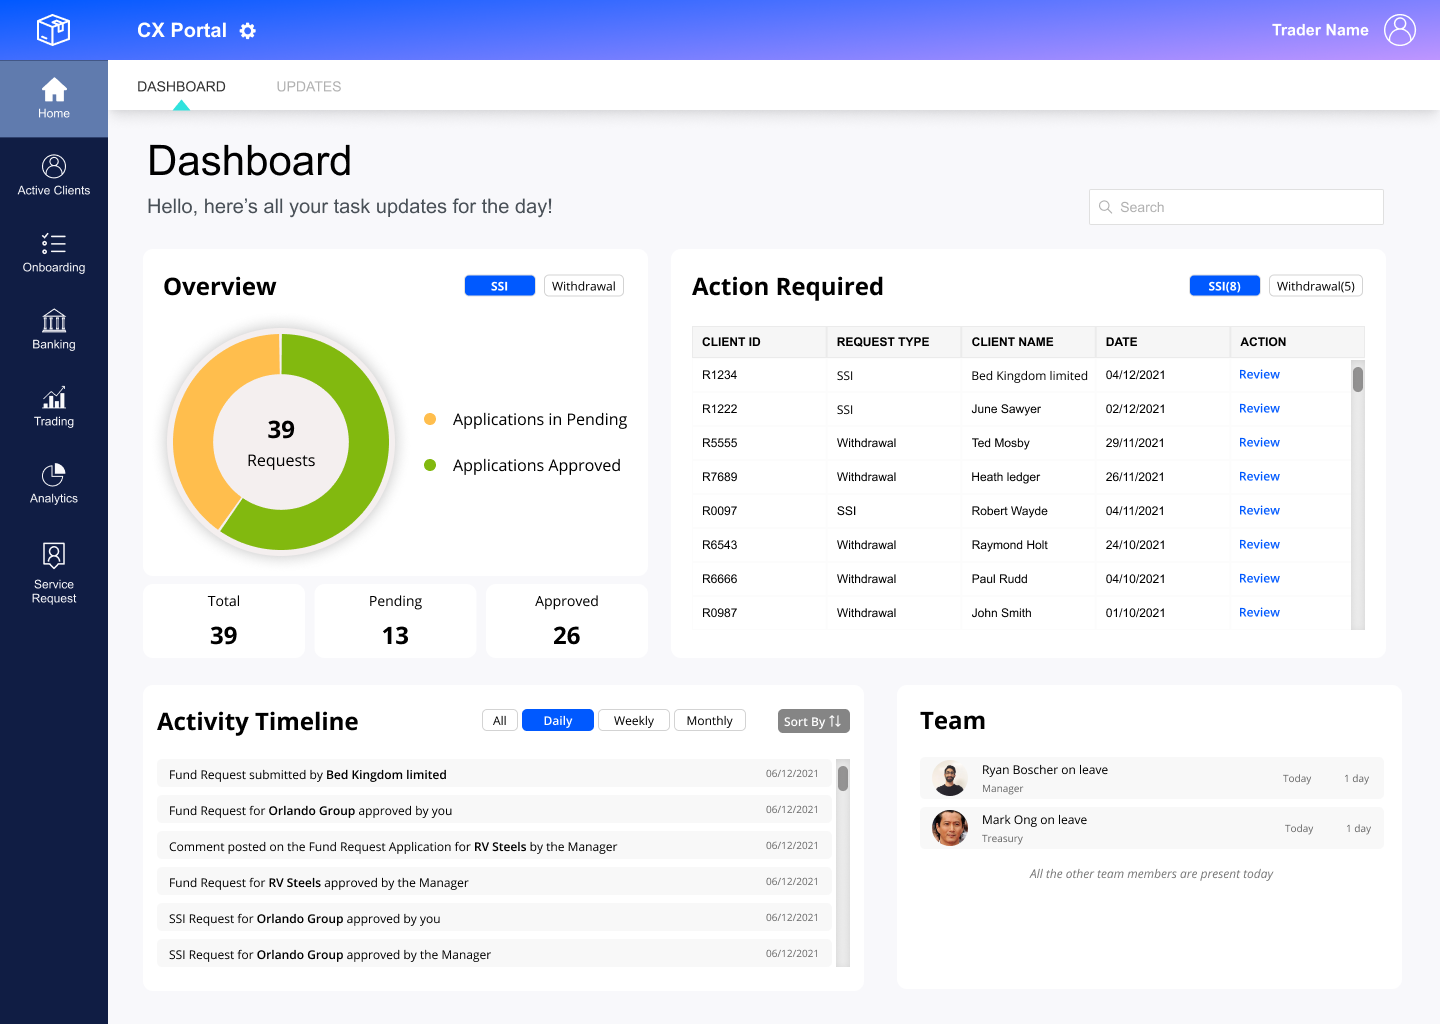 CX Portal
Trader Name
Home
Active Clients
Onboarding
Banking
Trading
Analytics
Service
Request
DASHBOARD
UPDATES
Dashboard
Hello, here’s all your task updates for the day!
Search
Overview
SSI
Withdrawal
39
Requests
Applications in Pending
Applications Approved
Total
39
Pending
13
Approved
26
Action Required
SSI(8)
Withdrawal(5)
CLIENT ID REQUEST TYPE CLIENT NAME DATE ACTION
R1234 SSI Bed Kingdom limited 04/12/2021 Review
R1222 SSI June Sawyer 02/12/2021 Review
R5555 Withdrawal Ted Mosby 29/11/2021 Review
R7689 Withdrawal Heath ledger 26/11/2021 Review
R0097 SSI Robert Wayde 04/11/2021 Review
R6543 Withdrawal Raymond Holt 24/10/2021 Review
R6666 Withdrawal Paul Rudd 04/10/2021 Review
R0987 Withdrawal John Smith 01/10/2021 Review
Activity Timeline
All
Daily
Weekly
Monthly
Sort By
Fund Request submitted by Bed Kingdom limited 06/12/2021
Fund Request for Orlando Group approved by you 06/12/2021
Comment posted on the Fund Request Application for RV Steels by the Manager 06/12/2021
Fund Request for RV Steels approved by the Manager 06/12/2021
SSI Request for Orlando Group approved by you 06/12/2021
SSI Request for Orlando Group approved by the Manager 06/12/2021
Team
Ryan Boscher on leave
Manager
Today 1 day
Mark Ong on leave
Treasury
Today 1 day
All the other team members are present today